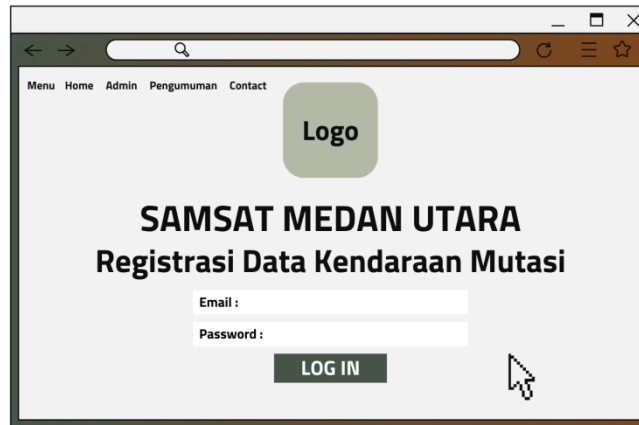 Menu Home Admin Pengumuman Contact
Logo
SAMSAT MEDAN UTARA
Registrasi Data Kendaraan Mutasi
Email :
Password :
LOG IN